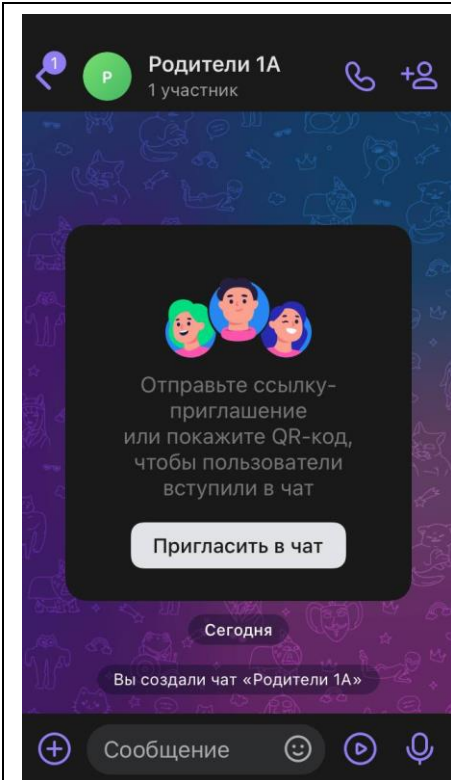 1
Р
Родители 1А
1 участник
Отправьте ссылку-
приглашение
или покажите QR-код,
чтобы пользователи
вступили в чат
Пригласить в чат
Сегодня
Вы создали чат «Родители 1А»
Сообщение